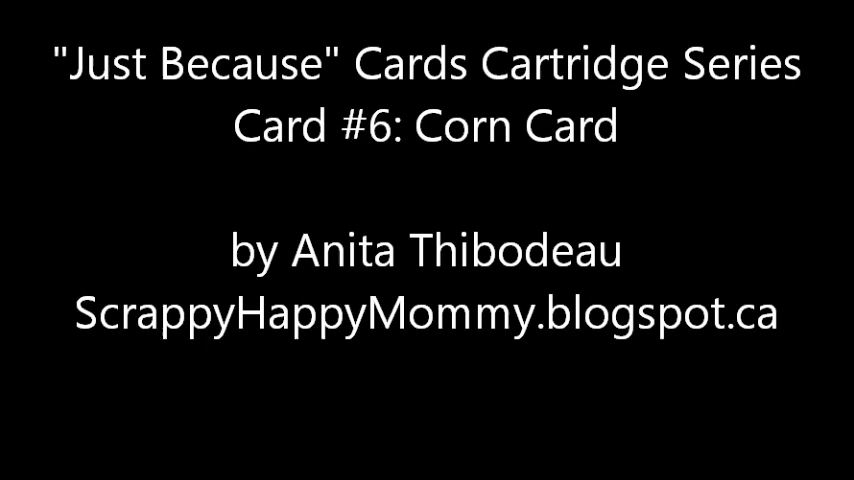 "Just Because" Cards Cartridge Series
Card #6: Corn Card
by Anita Thibodeau
ScrappyHappyMommy.blogspot.ca